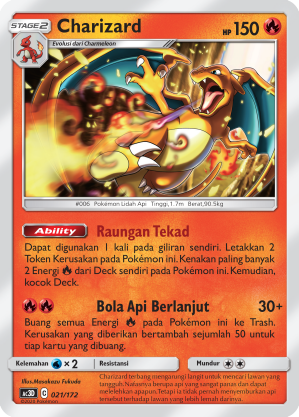 STAGE2 Charizard HP 150
Evolusi dari Charmeleon
#006 Pokémon Lidah Api Tinggi,1.7m Berat,90.5kg
Ability Raungan Tekad
Dapat digunakan 1 kali pada giliran sendiri. Letakkan 2
Token Kerusakan pada Pokémon ini. Kenakan paling banyak
2 Energi dari Deck sendiri pada Pokémon ini. Kemudian,
kocok Deck.
Bola Api Berlanjut 30+
Buang semua Energi pada Pokémon ini ke Trash.
Kerusakan yang diberikan bertambah sejumlah 50 untuk
tiap kartu yang dibuang.
Kelemahan ×2 Resistansi Mundur
Illus.Masakazu Fukuda
C 021/172
Charizard terbang mengarungi langit untuk mencari lawan yang
tangguh. Nafasnya berupa api yang sangat panas dan dapat
melelehkan apapun. Tetapi ia tidak pernah menyemburkan api
tersebut terhadap lawan yang lebih lemah dari dirinya.